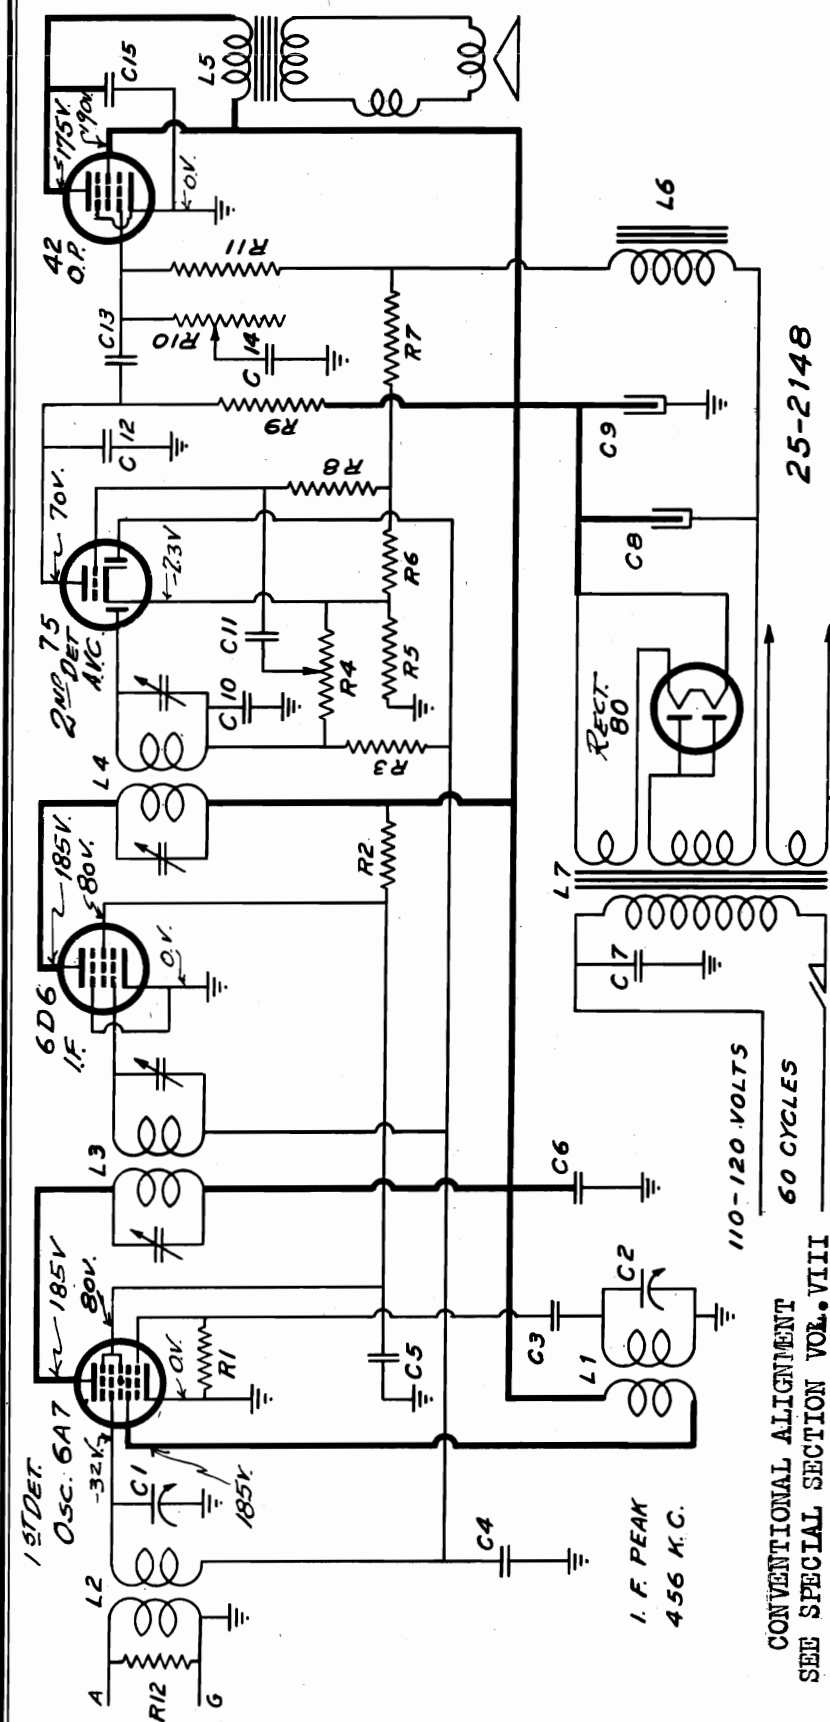 1ST DET.
OSC. 6A7
-.32V.
185V
80V.
0V.
185V.
L2
A
R12
G
C1
R1
C4
C5
L3
6D6
I.F.
185V.
80V.
0.V.
C6
C3
L1
C2
R2
L4
75
2ND DET
A.V.C.
70V.
-2.3V
C10
C11
R3
R4
R5
R6
R8
C12
R9
C13
R10
C14
R11
R7
42
O.P.
175V.
190V.
0.V.
C15
L5
L6
C9
C8
25-2148
RECT.
80
L7
C7
110-120.VOLTS
60 CYCLES
I.F. PEAK
456 K.C.
CONVENTIONAL ALIGNMENT
SEE SPECIAL SECTION VOL.VIII